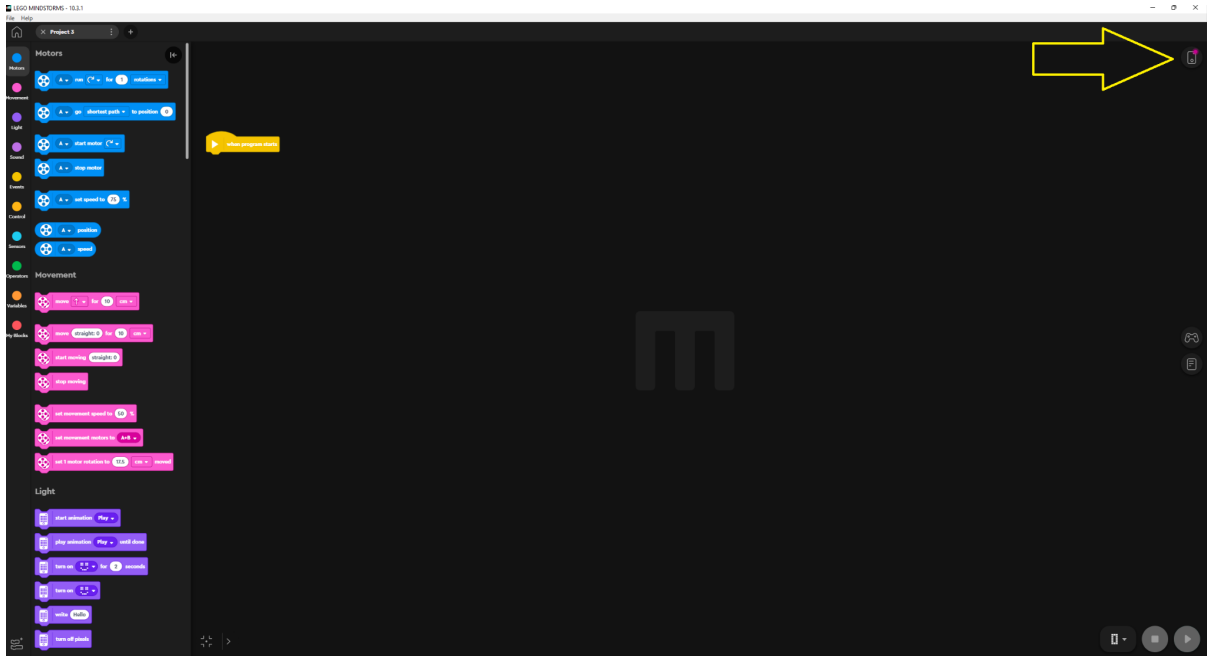 LEGO MINDSTORMS - 10.3.1
File Help
Project 3
Motors
Movement
Light
Sound
Events
Control
Sensors
Operators
Variables
My Blocks
Motors
A run for 1 rotations
A go shortest path to position 0
A start motor
A stop motor
A set speed to 75 %
A position
A speed
Movement
move for 10 cm
move straight: 0 for 10 cm
start moving straight: 0
stop moving
set movement speed to 50 %
set movement motors to A+B
set 1 motor rotation to 17.5 cm moved
Light
start animation Play
play animation Play until done
turn on for 2 seconds
turn on
write Hello
turn off pixels
when program starts